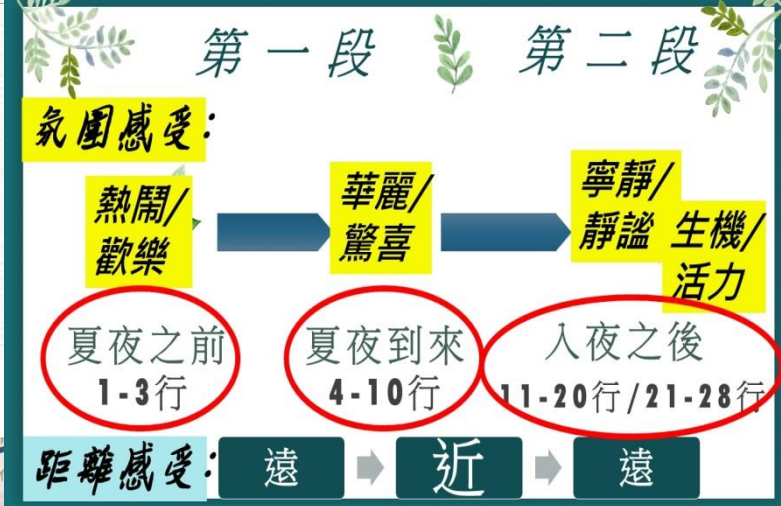 第一段 第二段
氛圍感受：
熱鬧/
歡樂
華麗/
驚喜
寧靜/
靜謐
生機/
活力
夏夜之前
1-3行
夏夜到來
4-10行
入夜之後
11-20行/21-28行
距離感受： 遠 近 遠